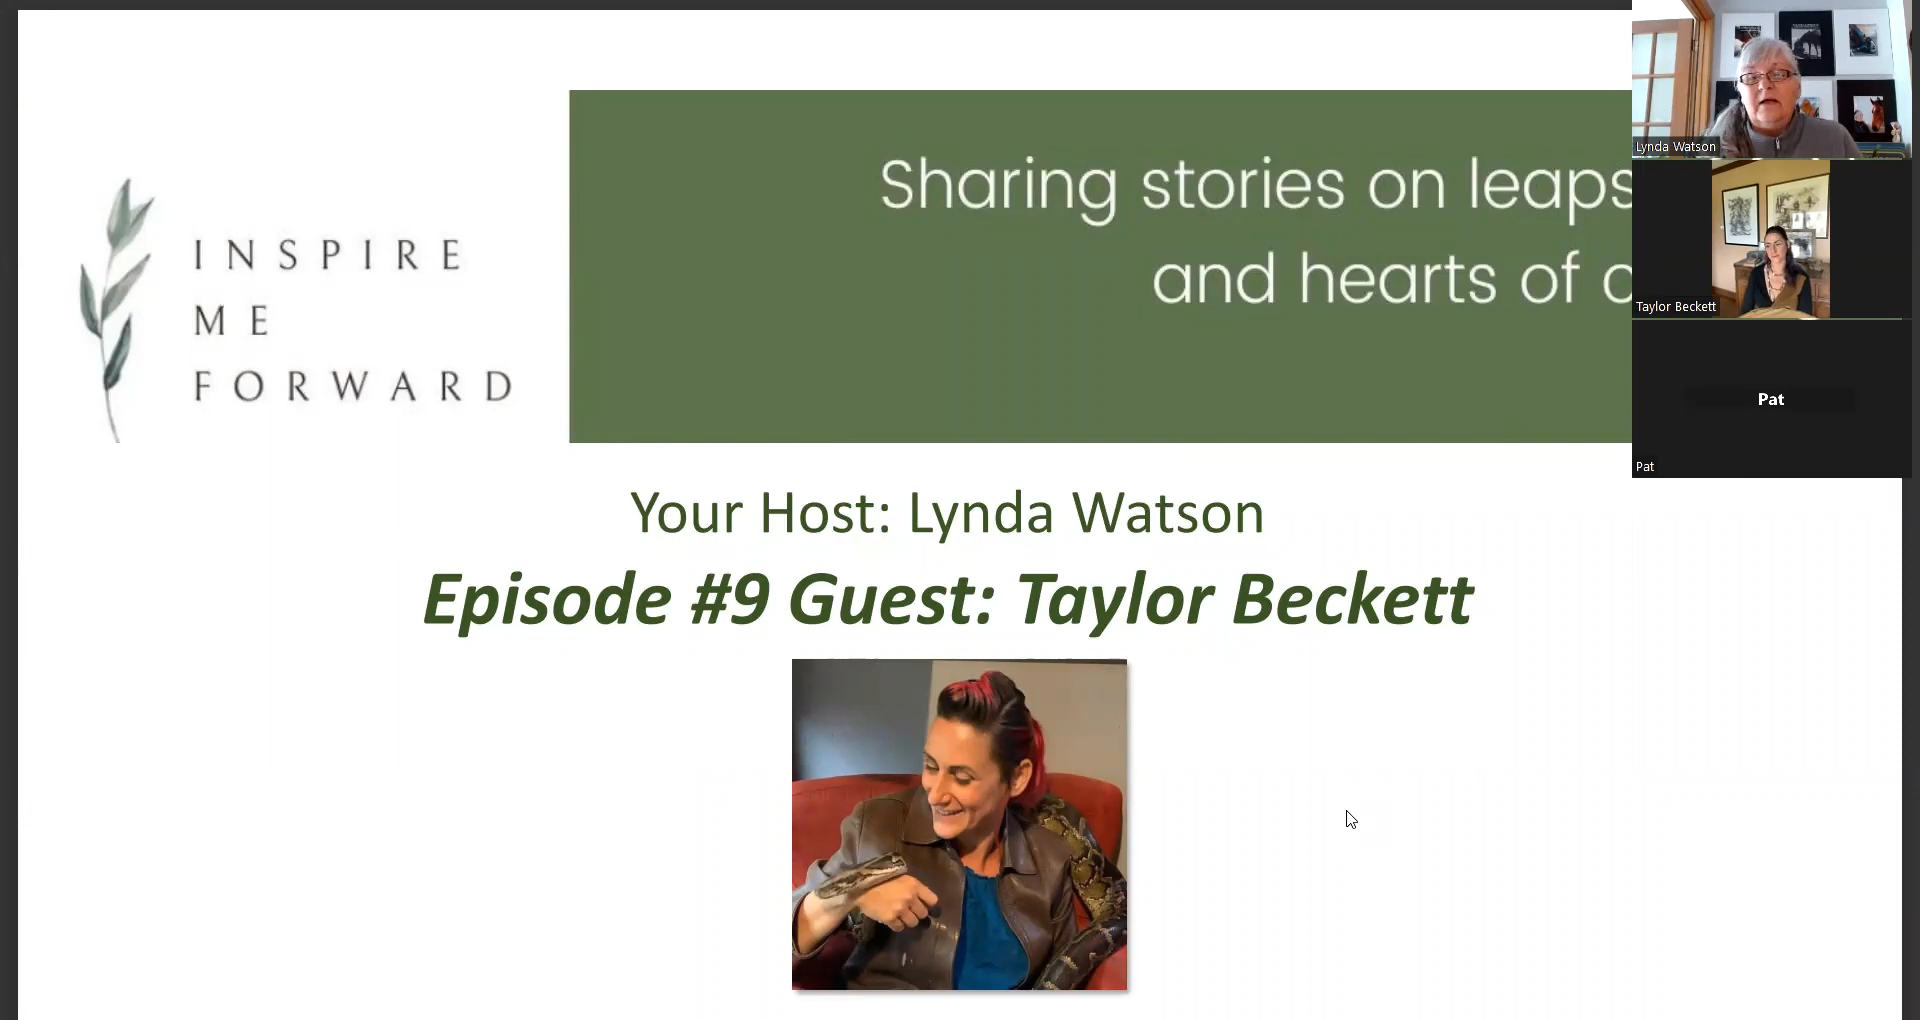 INSPIRE
ME
FORWARD
Sharing stories on leaps
and hearts of
Your Host: Lynda Watson
Episode #9 Guest: Taylor Beckett
Lynda Watson
Taylor Beckett
Pat
Pat